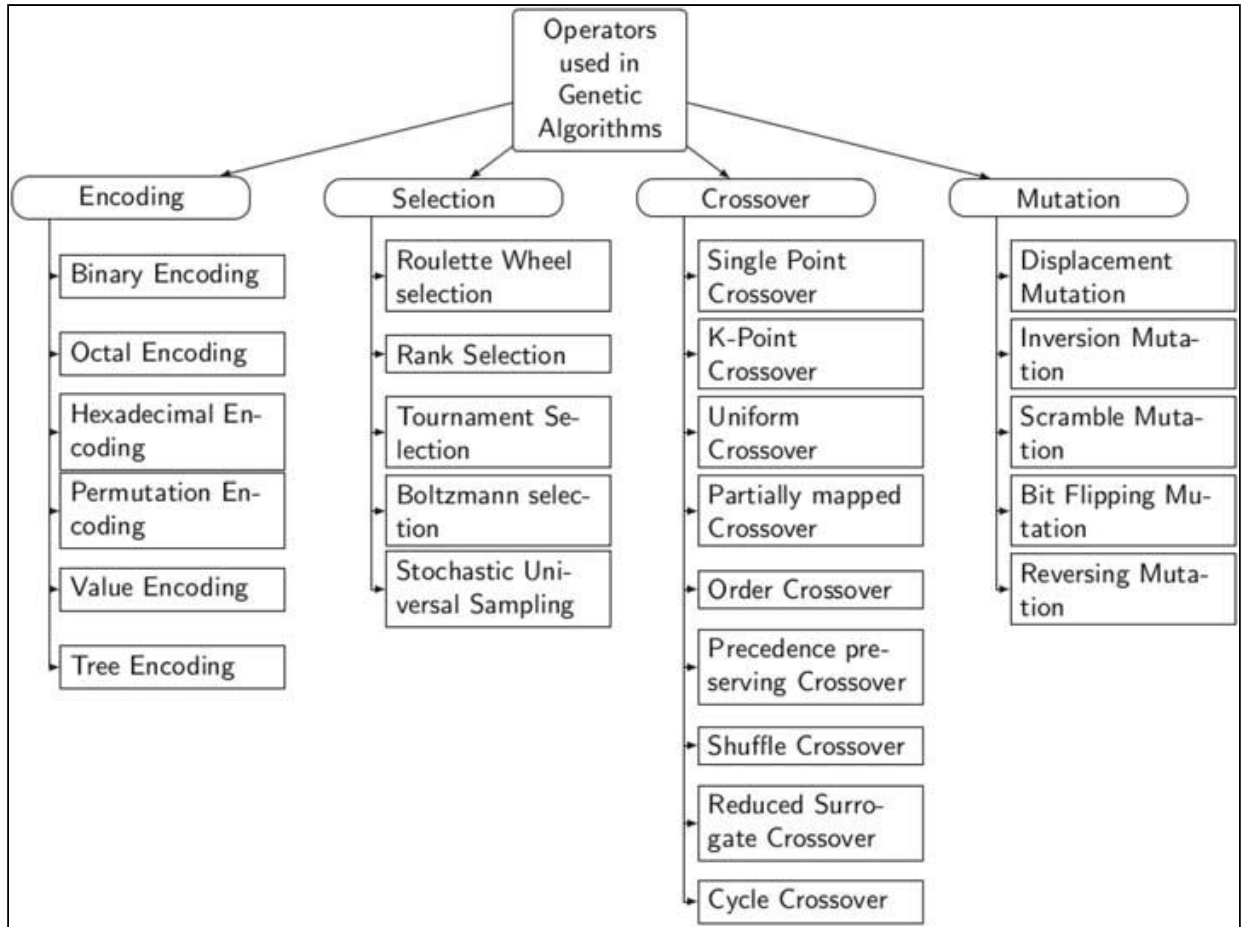 Operators
used in
Genetic
Algorithms
Encoding
Selection
Crossover
Mutation
Binary Encoding
Octal Encoding
Hexadecimal En-
coding
Permutation En-
coding
Value Encoding
Tree Encoding
Roulette Wheel
selection
Rank Selection
Tournament Se-
lection
Boltzmann selec-
tion
Stochastic Uni-
versal Sampling
Single Point
Crossover
K-Point
Crossover
Uniform
Crossover
Partially mapped
Crossover
Order Crossover
Precedence pre-
serving Crossover
Shuffle Crossover
Reduced Surro-
gate Crossover
Cycle Crossover
Displacement
Mutation
Inversion Muta-
tion
Scramble Muta-
tion
Bit Flipping Mu-
tation
Reversing Muta-
tion